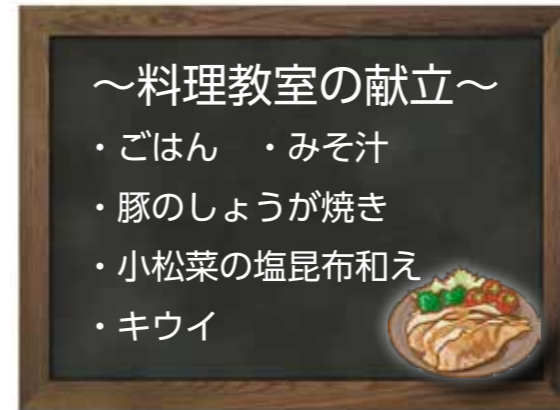 ～料理教室の献立～
・ごはん　・みそ汁
・豚のしょうが焼き
・小松菜の塩昆布和え
・キウイ